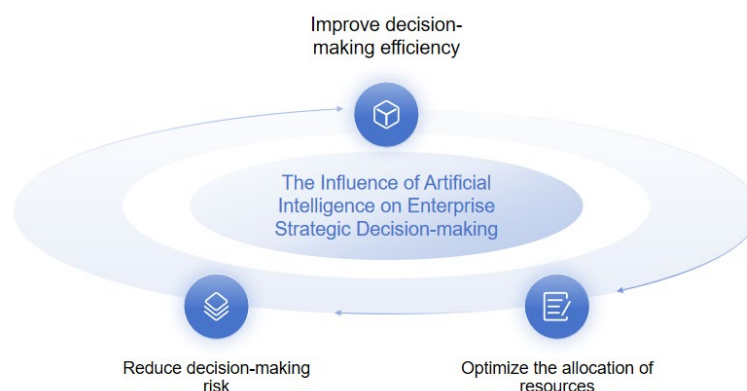 Improve decision-
making efficiency
The Influence of Artificial
Intelligence on Enterprise
Strategic Decision-making
Reduce decision-making
risk
Optimize the allocation of
resources